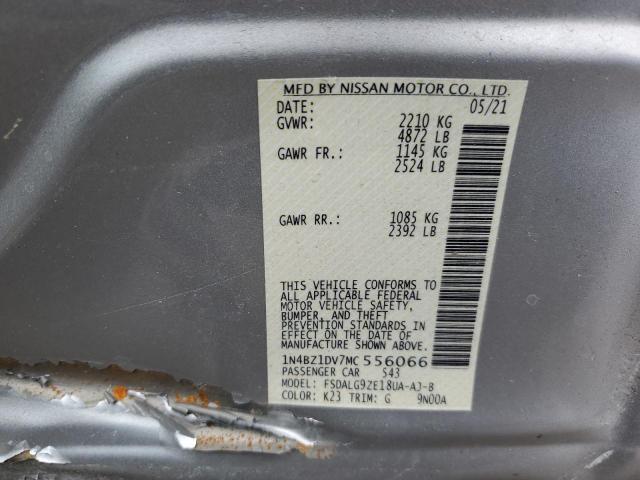 MFD BY NISSAN MOTOR CO., LTD.
DATE: 05/21
GVWR: 2210 KG
4872 LB
GAWR FR.: 1145 KG
2524 LB
GAWR RR.: 1085 KG
2392 LB
THIS VEHICLE CONFORMS TO
ALL APPLICABLE FEDERAL
MOTOR VEHICLE SAFETY,
BUMPER, AND THEFT
PREVENTION STANDARDS IN
EFFECT ON THE DATE OF
MANUFACTURE SHOWN ABOVE.
1N4BZ1DV7MC556066
PASSENGER CAR S43
MODEL: FSDALG9ZE18UA-AJ-B
COLOR: K23 TRIM: G 9N00A